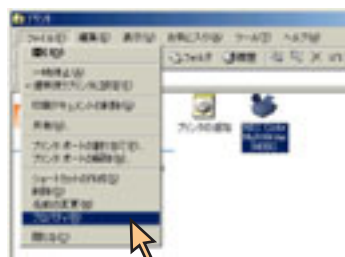 プリンタ
ファイル(F) 編集(E) 表示(V) お気に入り(A) ツール(T) ヘルプ(H)
開く(O)
フォルダ 履歴
一時停止(G)
通常使うプリンタに設定(E)
印刷ドキュメントの削除(N)
共有(H)...
プリンタの追加
NEC Color
プリンタ ポートの割り当て(C)...
プリンタ ポートの解除(B)...
ショートカットの作成(S)
削除(D)
名前の変更(M)
プロパティ(R)
閉じる(C)